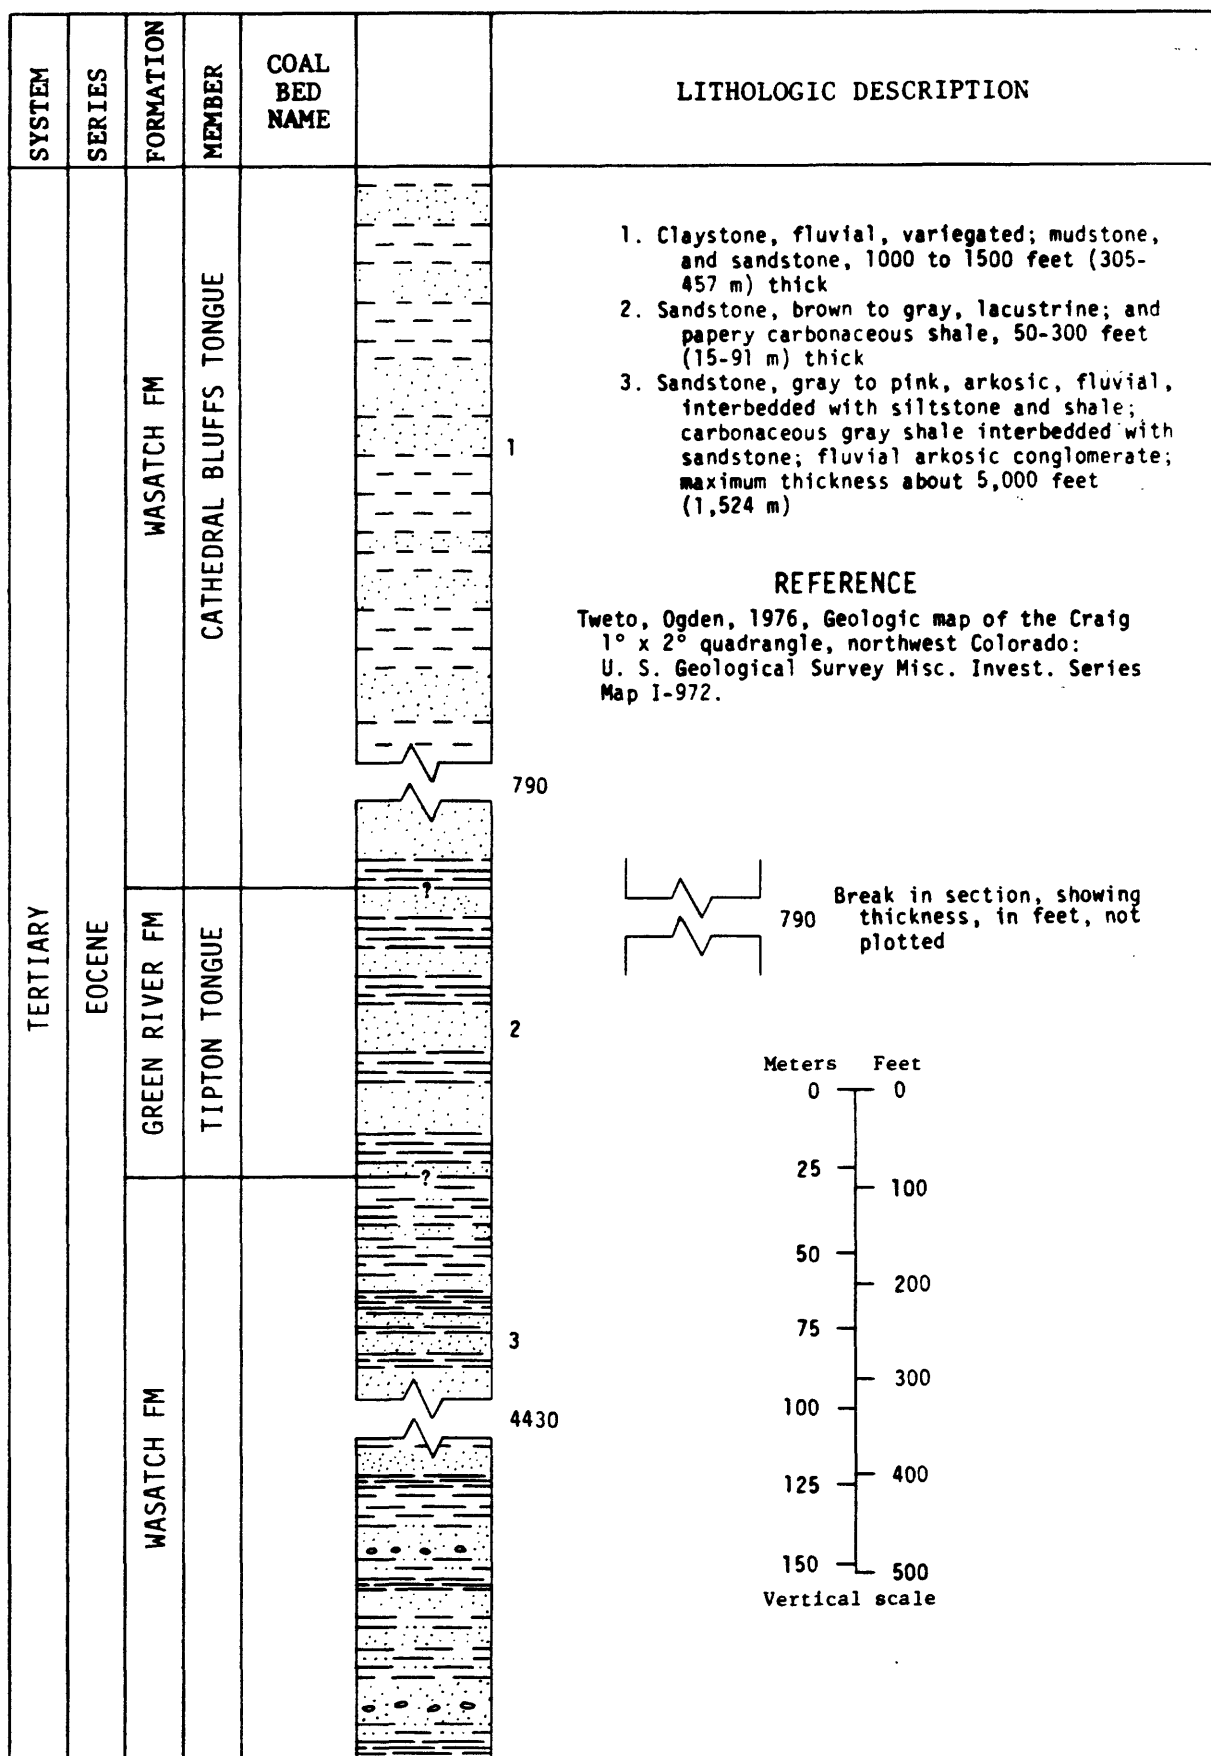 SYSTEM
SERIES
FORMATION
MEMBER
COAL
BED
NAME
LITHOLOGIC DESCRIPTION
TERTIARY
EOCENE
WASATCH FM
CATHEDRAL BLUFFS TONGUE
GREEN RIVER FM
TIPTON TONGUE
WASATCH FM
1
790
?
2
?
3
4430
1. Claystone, fluvial, variegated; mudstone,
and sandstone, 1000 to 1500 feet (305-
457 m) thick
2. Sandstone, brown to gray, lacustrine; and
papery carbonaceous shale, 50-300 feet
(15-91 m) thick
3. Sandstone, gray to pink, arkosic, fluvial,
interbedded with siltstone and shale;
carbonaceous gray shale interbedded with
sandstone; fluvial arkosic conglomerate;
maximum thickness about 5,000 feet
(1,524 m)
REFERENCE
Tweto, Ogden, 1976, Geologic map of the Craig
1° x 2° quadrangle, northwest Colorado:
U. S. Geological Survey Misc. Invest. Series
Map I-972.
790
Break in section, showing
thickness, in feet, not
plotted
Meters Feet
0 0
25
100
50
200
75
300
100
400
125
150
500
Vertical scale